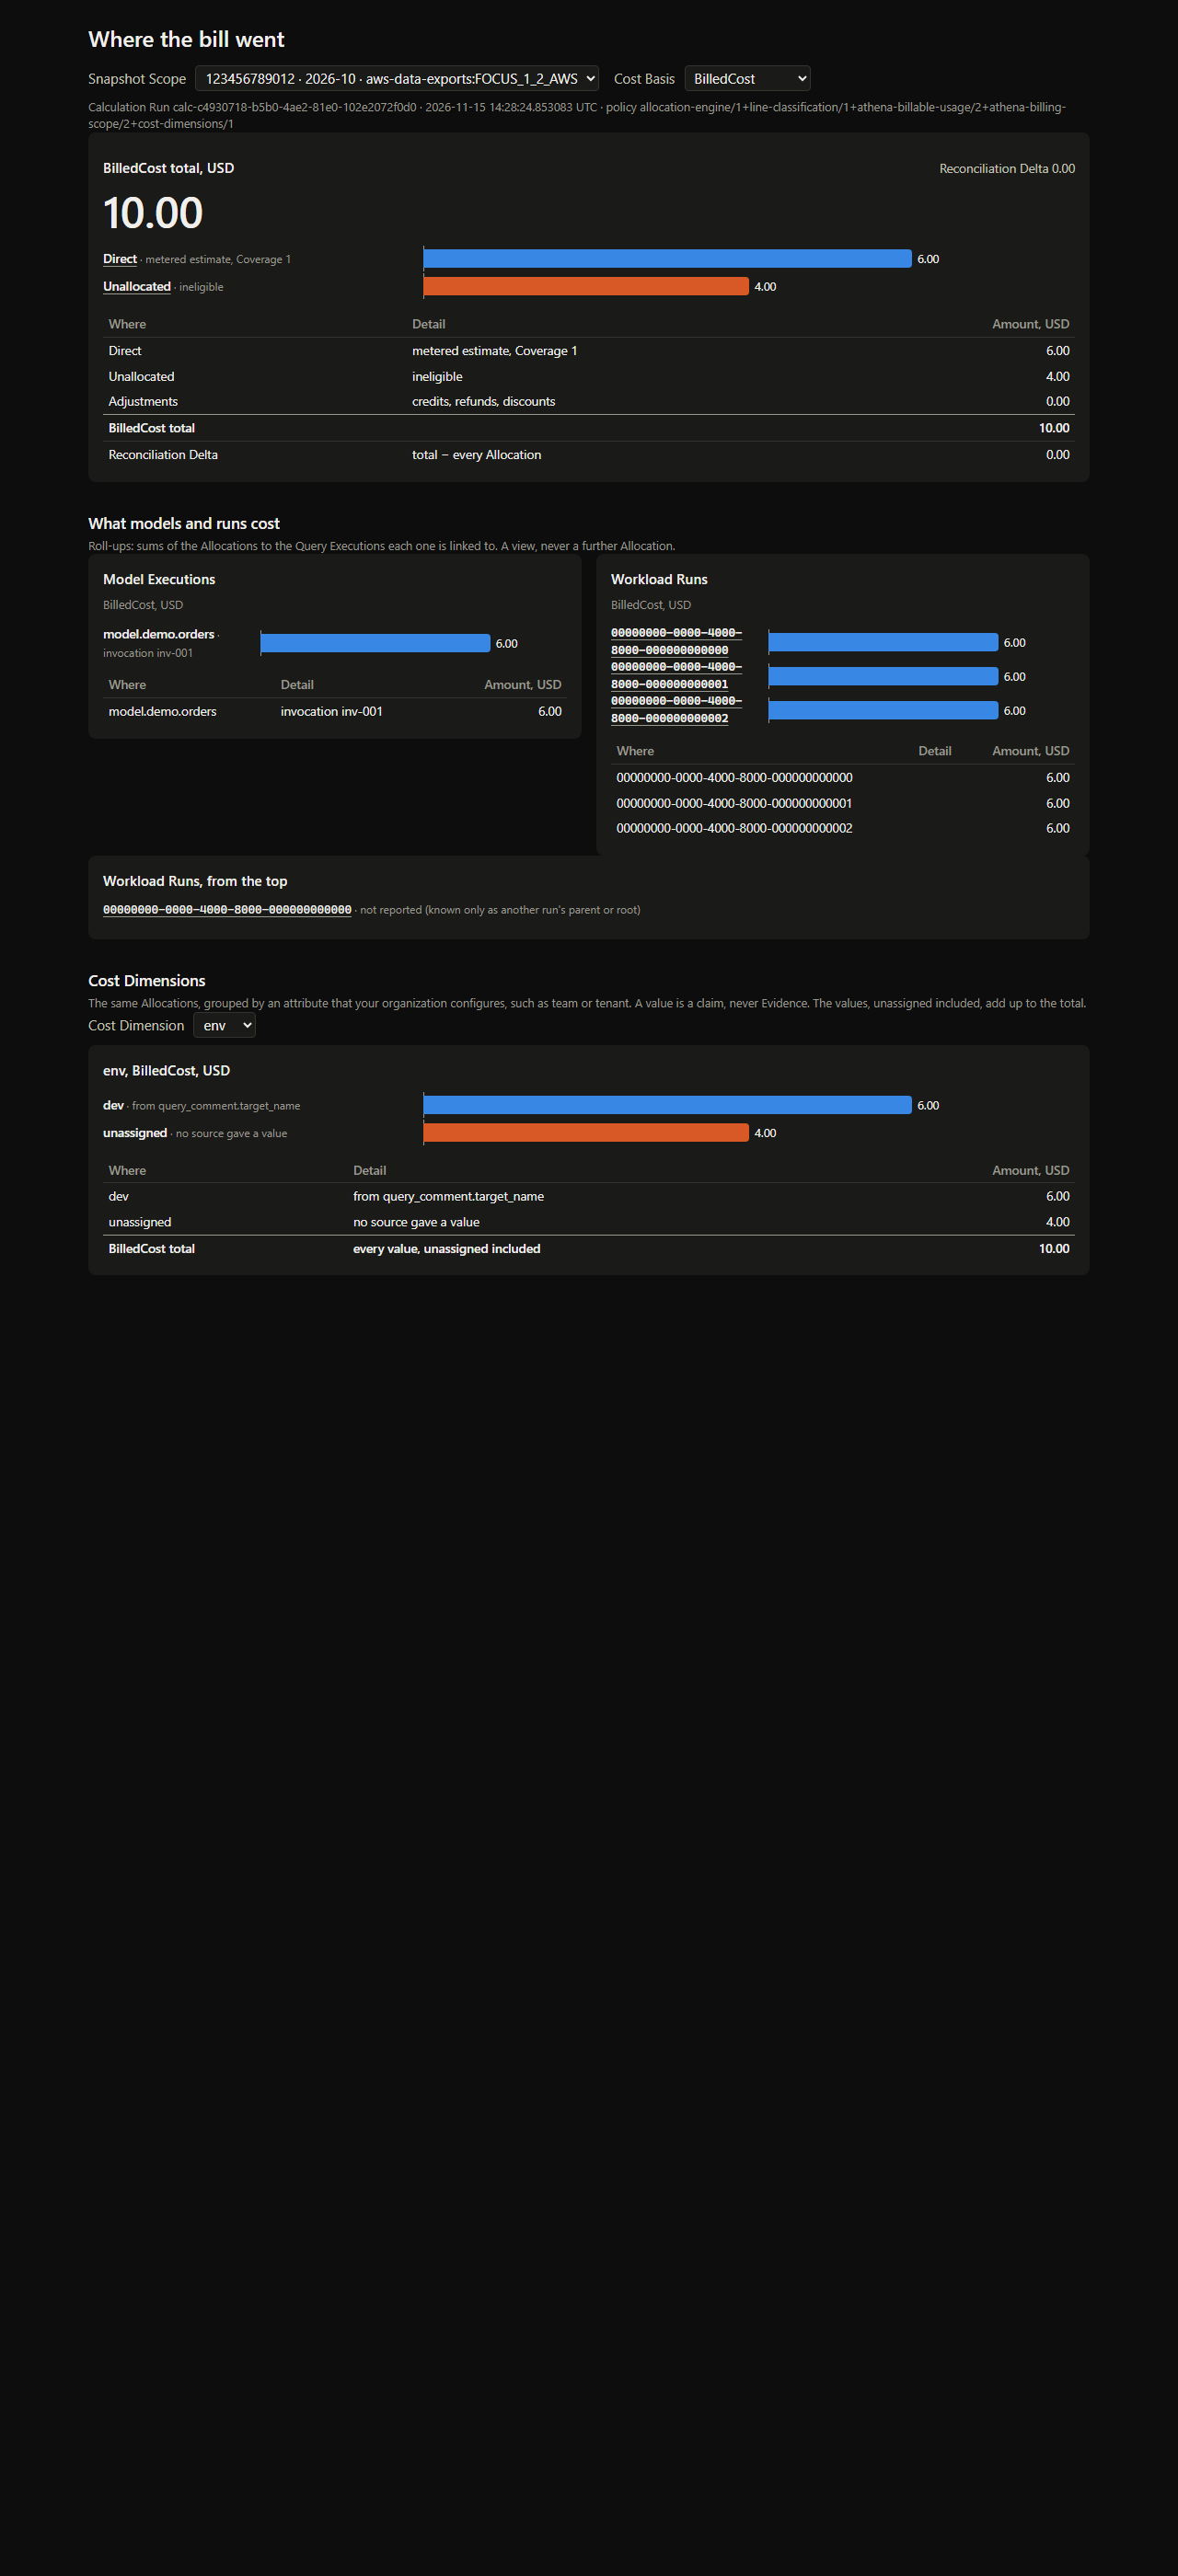 Where the bill went
Snapshot Scope 123456789012 · 2026-10 · aws-data-exports:FOCUS_1_2_AWS Cost Basis BilledCost
Calculation Run calc-c4930718-b5b0-4ae2-81e0-102e2072f0d0 · 2026-11-15 14:28:24.853083 UTC · policy allocation-engine/1+line-classification/1+athena-billable-usage/2+athena-billing-
scope/2+cost-dimensions/1
BilledCost total, USD Reconciliation Delta 0.00
10.00
Direct · metered estimate, Coverage 1 6.00
Unallocated · ineligible 4.00
Where Detail Amount, USD
Direct metered estimate, Coverage 1 6.00
Unallocated ineligible 4.00
Adjustments credits, refunds, discounts 0.00
BilledCost total 10.00
Reconciliation Delta total − every Allocation 0.00
What models and runs cost
Roll-ups: sums of the Allocations to the Query Executions each one is linked to. A view, never a further Allocation.
Model Executions
BilledCost, USD
model.demo.orders ·
invocation inv-001
6.00
Where Detail Amount, USD
model.demo.orders invocation inv-001 6.00
Workload Runs
BilledCost, USD
00000000-0000-4000-
8000-000000000000
6.00
00000000-0000-4000-
8000-000000000001
6.00
00000000-0000-4000-
8000-000000000002
6.00
Where Detail Amount, USD
00000000-0000-4000-8000-000000000000 6.00
00000000-0000-4000-8000-000000000001 6.00
00000000-0000-4000-8000-000000000002 6.00
Workload Runs, from the top
00000000-0000-4000-8000-000000000000 · not reported (known only as another run's parent or root)
Cost Dimensions
The same Allocations, grouped by an attribute that your organization configures, such as team or tenant. A value is a claim, never Evidence. The values, unassigned included, add up to the total.
Cost Dimension env
env, BilledCost, USD
dev · from query_comment.target_name 6.00
unassigned · no source gave a value 4.00
Where Detail Amount, USD
dev from query_comment.target_name 6.00
unassigned no source gave a value 4.00
BilledCost total every value, unassigned included 10.00